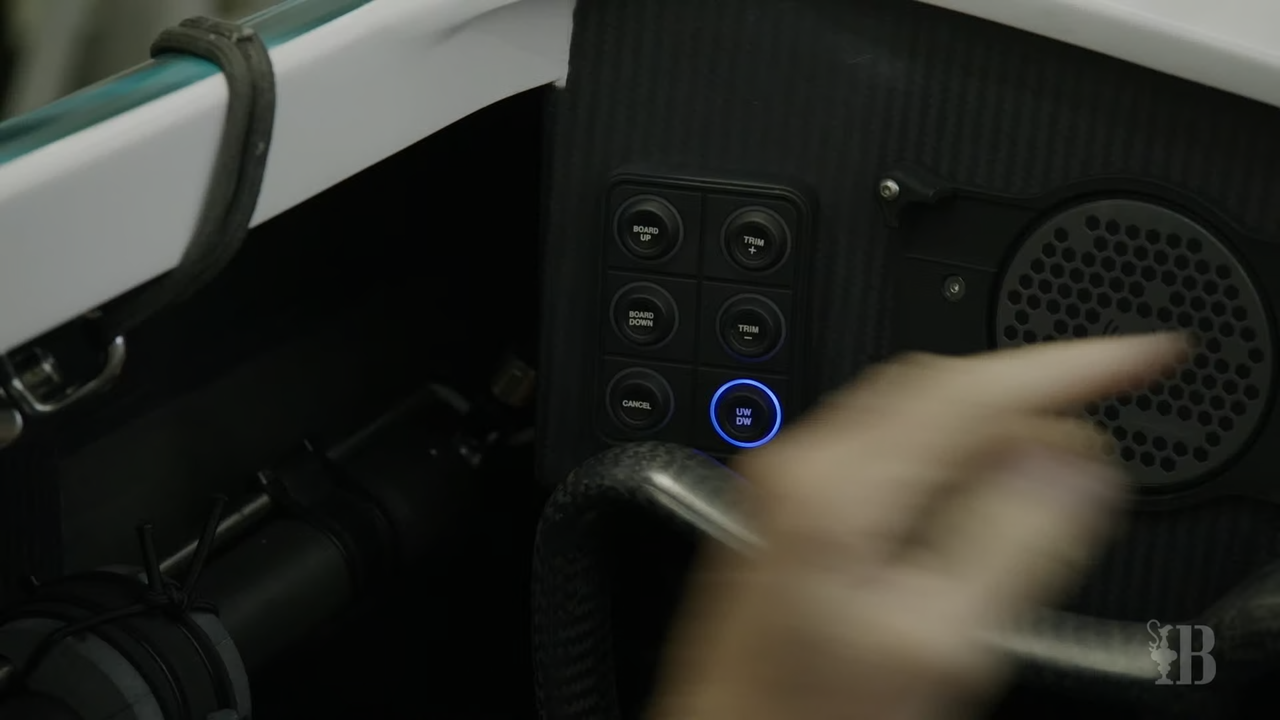 BOARD
UP
TRIM
+
BOARD
DOWN
TRIM
-
CANCEL
UW
DW
B